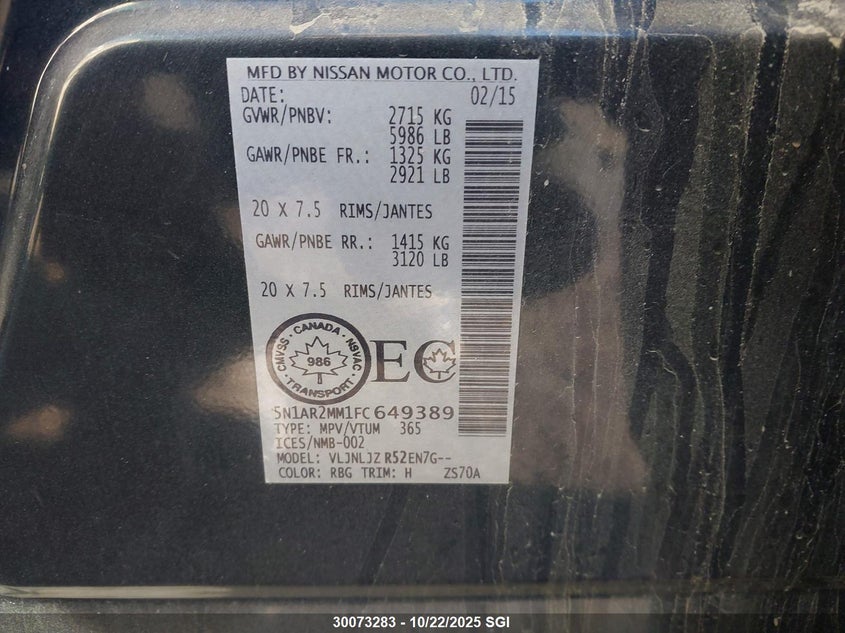 MFD BY NISSAN MOTOR CO., LTD.
DATE: 02/15
GVWR/PNBV: 2715 KG
5986 LB
GAWR/PNBE FR.: 1325 KG
2921 LB
20 X 7.5 RIMS/JANTES
GAWR/PNBE RR.: 1415 KG
3120 LB
20 X 7.5 RIMS/JANTES
CANADA
CMVSS · NSVAC
986
TRANSPORT
EC
5N1AR2MM1FC649389
TYPE: MPV/VTUM 365
ICES/NMB-002
MODEL: VLJNLJZ R52EN7G--
COLOR: RBG TRIM: H ZS70A
30073283 - 10/22/2025 SGI